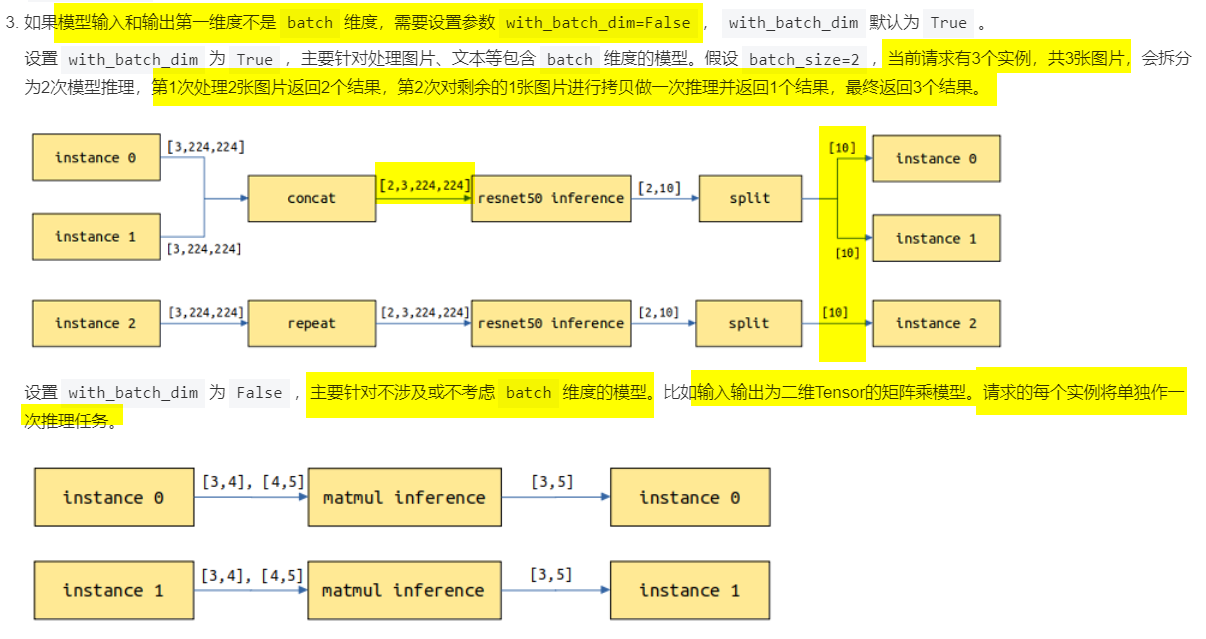 3. 如果模型输入和输出第一维度不是 batch 维度，需要设置参数 with_batch_dim=False ， with_batch_dim 默认为 True 。
设置 with_batch_dim 为 True ，主要针对处理图片、文本等包含 batch 维度的模型。假设 batch_size=2 ，当前请求有3个实例，共3张图片，会拆分
为2次模型推理，第1次处理2张图片返回2个结果，第2次对剩余的1张图片进行拷贝做一次推理并返回1个结果，最终返回3个结果。
instance 0
[3,224,224]
instance 1
[3,224,224]
concat
[2,3,224,224]
resnet50 inference
[2,10]
split
[10]
instance 0
[10]
instance 1
instance 2
[3,224,224]
repeat
[2,3,224,224]
resnet50 inference
[2,10]
split
[10]
instance 2
设置 with_batch_dim 为 False ，主要针对不涉及或不考虑 batch 维度的模型。比如输入输出为二维Tensor的矩阵乘模型。请求的每个实例将单独作一
次推理任务。
instance 0
[3,4], [4,5]
matmul inference
[3,5]
instance 0
instance 1
[3,4], [4,5]
matmul inference
[3,5]
instance 1